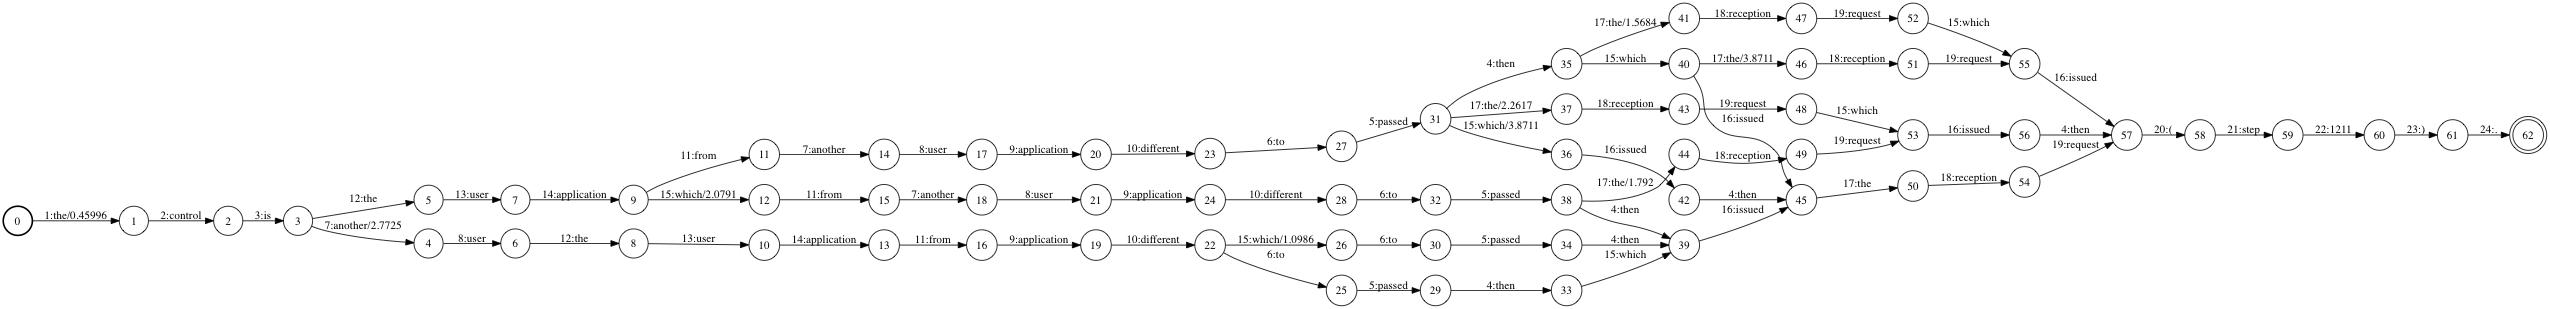 0 1:the/0.45996 1 2:control 2 3:is 3
12:the 5 13:user 7 14:application 9
7:another/2.7725 4 8:user 6 12:the 8 13:user 10 14:application 13 11:from 16 9:application 19 10:different 22
11:from 11 7:another 14 8:user 17 9:application 20 10:different 23 6:to 27 5:passed 31
15:which/2.0791 12 11:from 15 7:another 18 8:user 21 9:application 24 10:different 28 6:to 32 5:passed 38
15:which/1.0986 26 6:to 30 5:passed 34 4:then 39
6:to 25 5:passed 29 4:then 33 15:which
4:then 35 17:the/1.5684 41 18:reception 47 19:request 52 15:which
15:which 40 17:the/3.8711 46 18:reception 51 19:request 55 16:issued
17:the/2.2617 37 18:reception 43 19:request 48 15:which 53 16:issued 56 4:then 57
15:which/3.8711 36 16:issued 42 4:then 45
16:issued
17:the/1.792 44 18:reception 49 19:request
4:then
16:issued
17:the 50 18:reception 54 19:request
20:( 58 21:step 59 22:1211 60 23:) 61 24:. 62